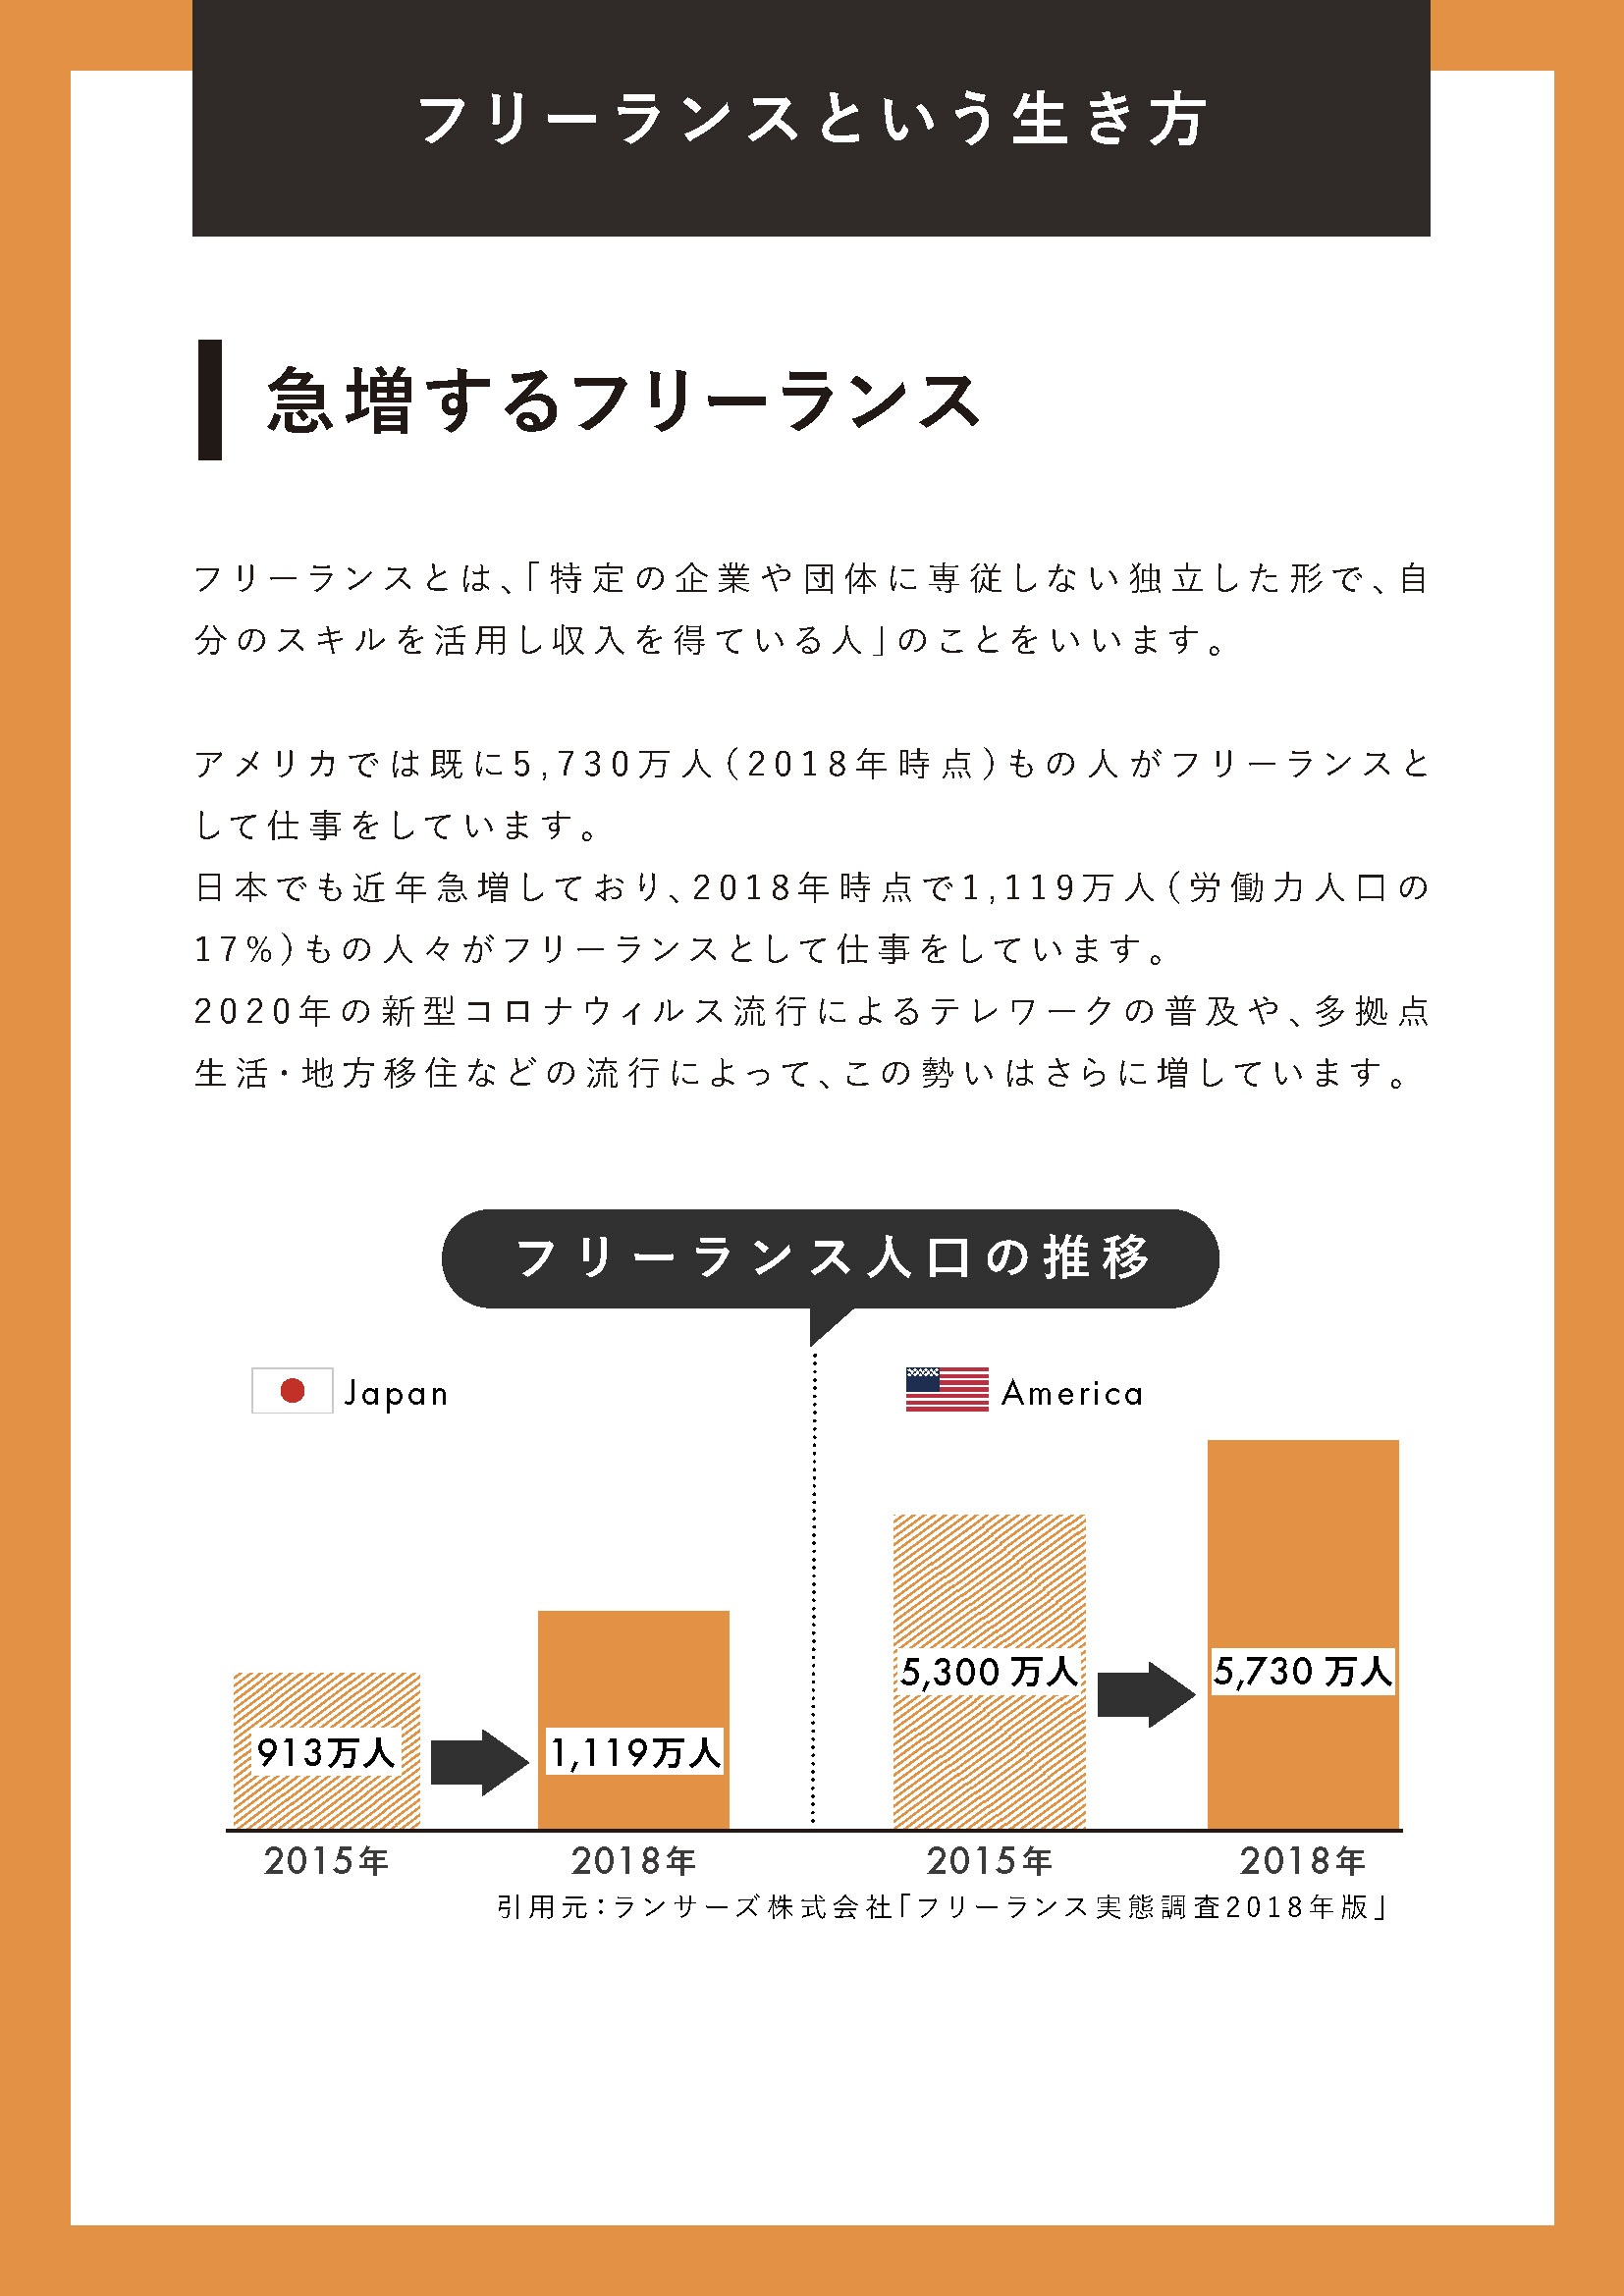 フリーランスという生き方
急増するフリーランス
フリーランスとは、「特定の企業や団体に専従しない独立した形で、自
分のスキルを活用し収入を得ている人」のことをいいます。
アメリカでは既に5,730万人(2018年時点)もの人がフリーランスと
して仕事をしています。
日本でも近年急増しており、2018年時点で1,119万人(労働力人口の
17%)もの人々がフリーランスとして仕事をしています。
2020年の新型コロナウィルス流行によるテレワークの普及や、多拠点
生活・地方移住などの流行によって、この勢いはさらに増しています。
フリーランス人口の推移
Japan
America
913万人
1,119万人
5,300 万人
5,730 万人
2015年
2018年
2015年
2018年
引用元：ランサーズ株式会社「フリーランス実態調査2018年版」